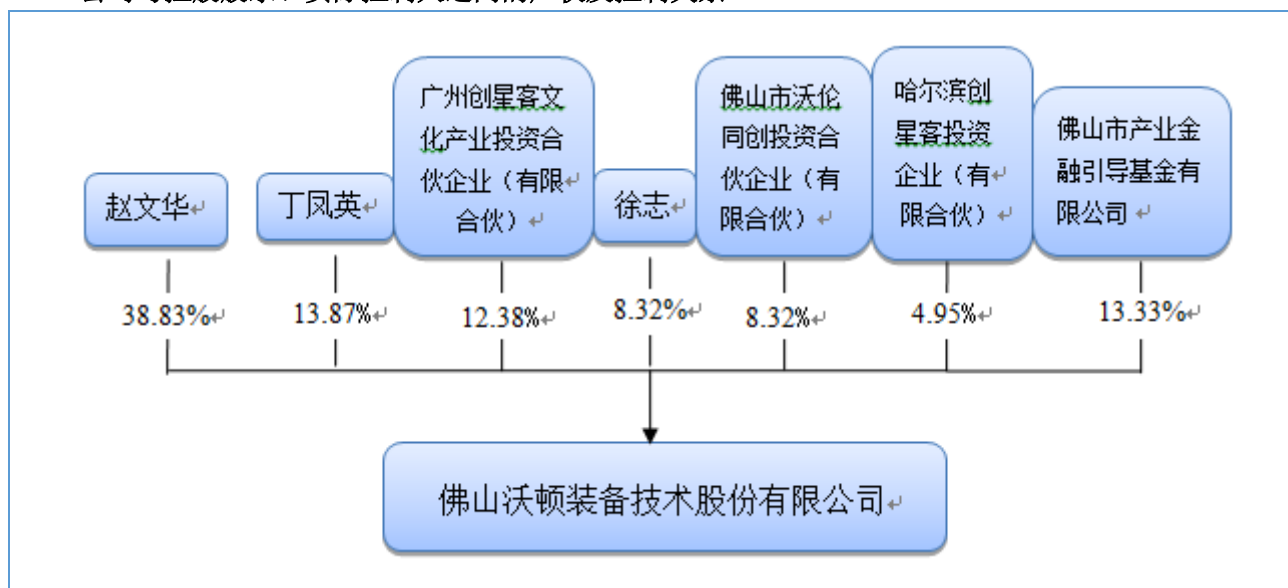 赵文华
丁凤英
广州创星客文
化产业投资合
伙企业（有限
合伙）
徐志
佛山市沃伦
同创投资合
伙企业（有
限合伙）
哈尔滨创
星客投资
企业（有
限合伙）
佛山市产业金
融引导基金有
限公司
38.83%
13.87%
12.38%
8.32%
8.32%
4.95%
13.33%
佛山沃顿装备技术股份有限公司